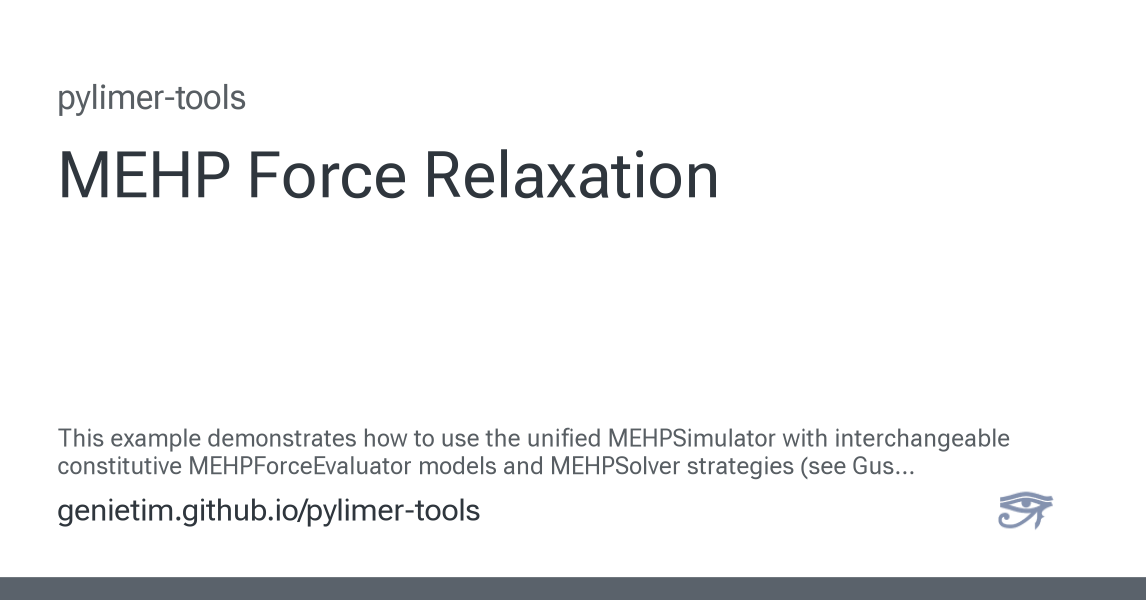 pylimer-tools
MEHP Force Relaxation
This example demonstrates how to use the unified MEHPSimulator with interchangeable
constitutive MEHPForceEvaluator models and MEHPSolver strategies (see Gus...
genietim.github.io/pylimer-tools